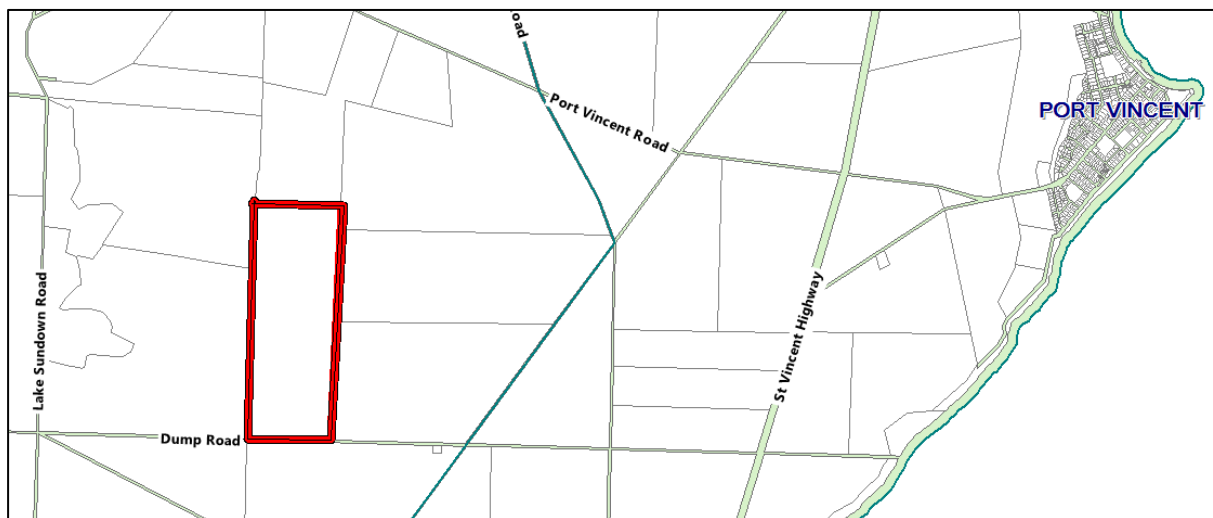 oad
Port Vincent Road
PORT VINCENT
Lake Sundown Road
St Vincent Highway
Dump Road